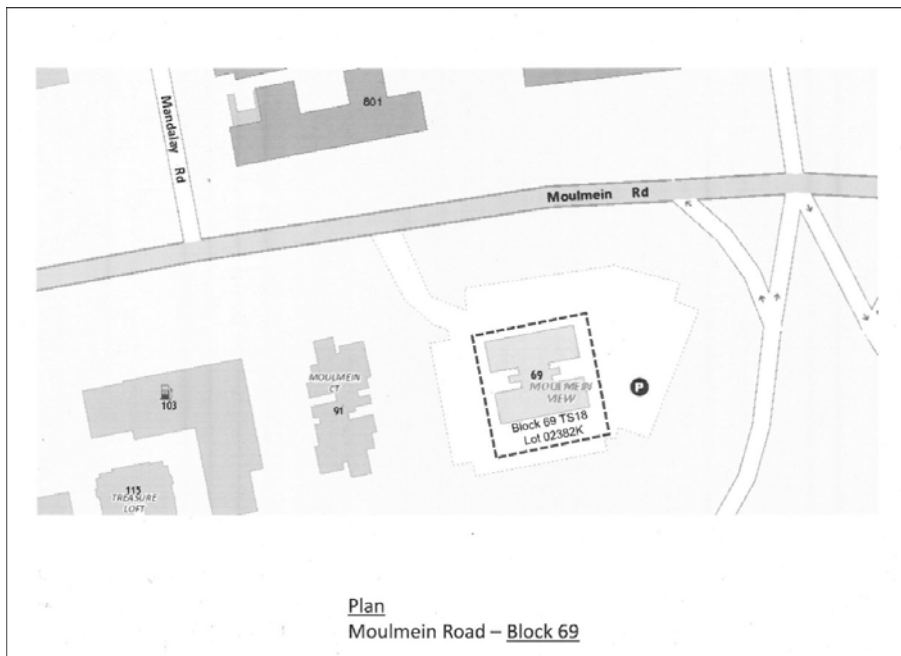 801
Mandalay Rd
Moulmein Rd
MOULMEIN
CT
91
103
115
TREASURE
LOFT
69
MOULMEIN
VIEW
P
Block 69 TS18
Lot 02382K
Plan
Moulmein Road – Block 69